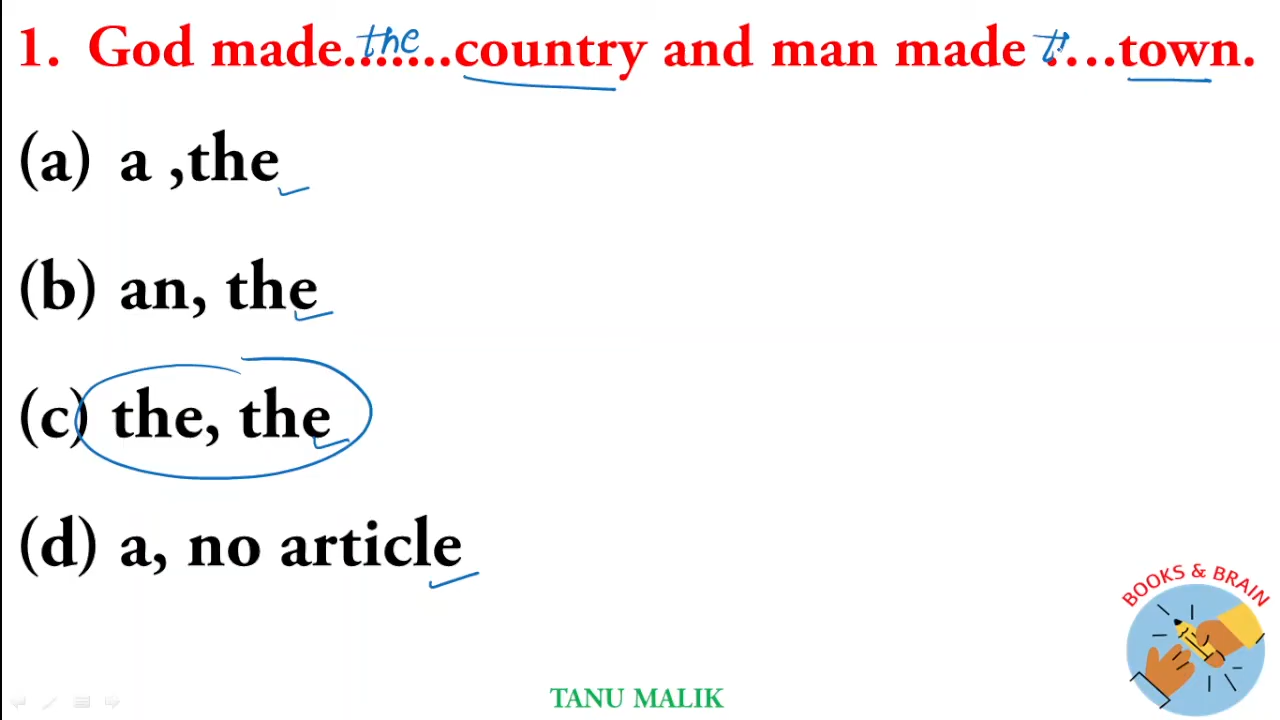 1. God made.the......country and man made t....town.
(a) a ,the
(b) an, the
(c) the, the
(d) a, no article
BOOKS & BRAIN
TANU MALIK